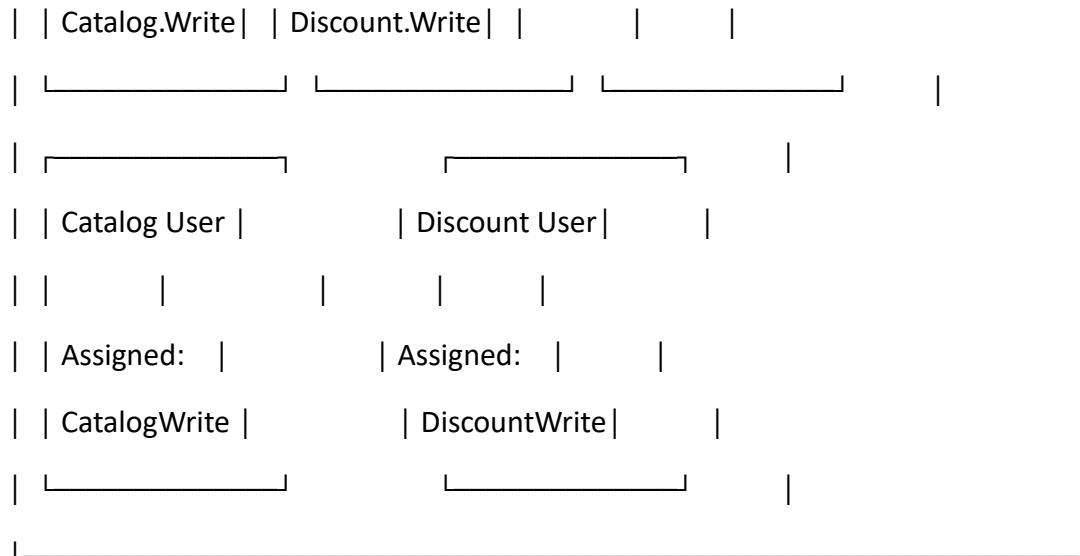 | | Catalog.Write| | Discount.Write| | | |
| └──────────────┘ └───────────────┘ └──────────────┘ |
| ┌──────────────┐ ┌──────────────┐ |
| | Catalog User | | Discount User| |
| | | | | |
| | Assigned: | | Assigned: | |
| | CatalogWrite | | DiscountWrite| |
| └──────────────┘ └──────────────┘ |